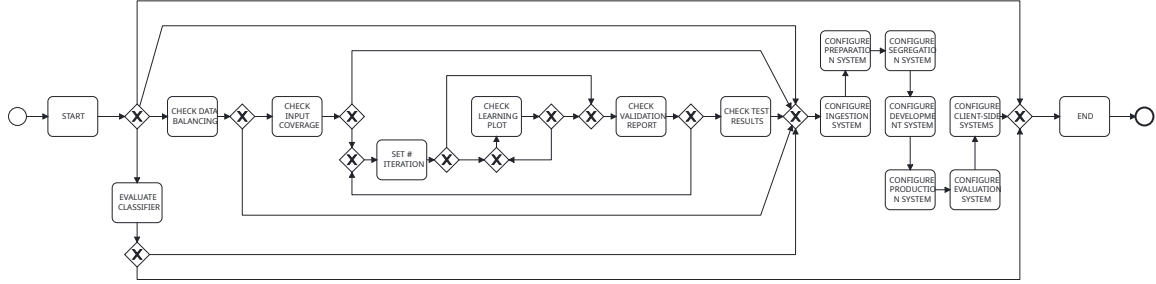 START
CHECK DATA
BALANCING
CHECK
INPUT
COVERAGE
SET #
ITERATION
CHECK
LEARNING
PLOT
CHECK
VALIDATION
REPORT
CHECK TEST
RESULTS
EVALUATE
CLASSIFIER
CONFIGURE
INGESTION
SYSTEM
CONFIGURE
PREPARATIO
N SYSTEM
CONFIGURE
SEGREGATIO
N SYSTEM
CONFIGURE
DEVELOPME
NT SYSTEM
CONFIGURE
PRODUCTIO
N SYSTEM
CONFIGURE
EVALUATION
SYSTEM
CONFIGURE
CLIENT-SIDE
SYSTEMS
END